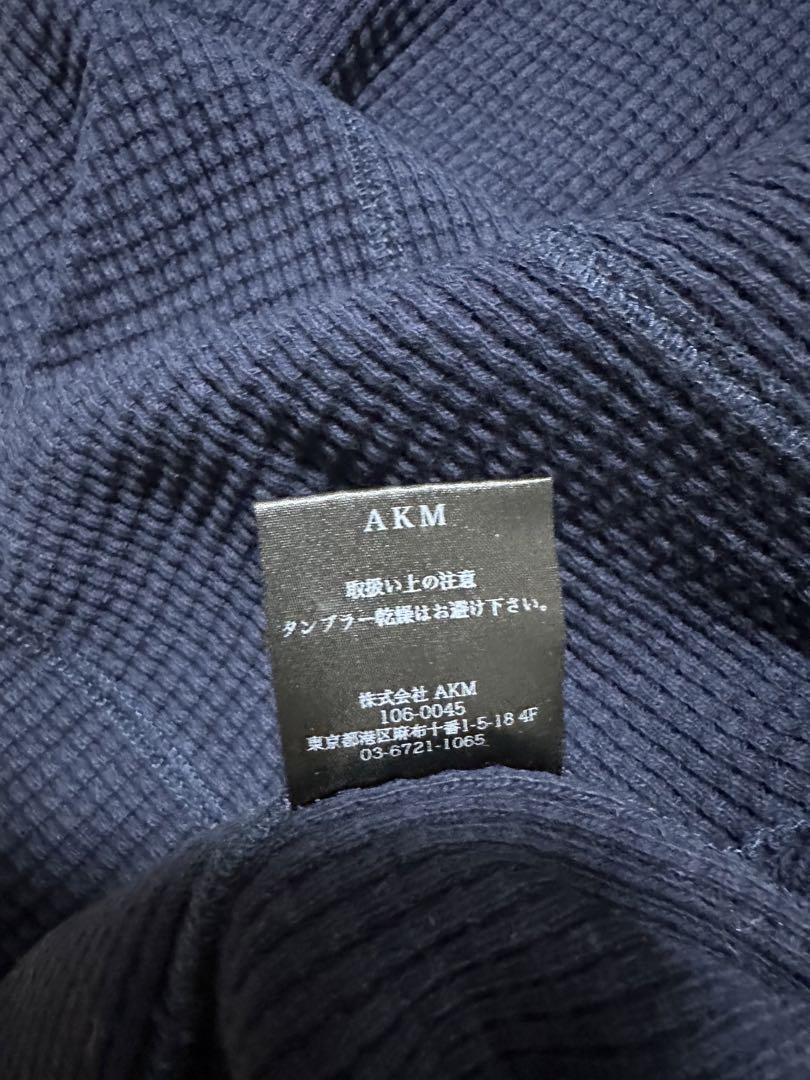 AKM
取扱い上の注意
タンブラー乾燥はお避け下さい。
株式会社 AKM
106-0045
東京都港区麻布十番1-5-18 4F
03-6721-1065